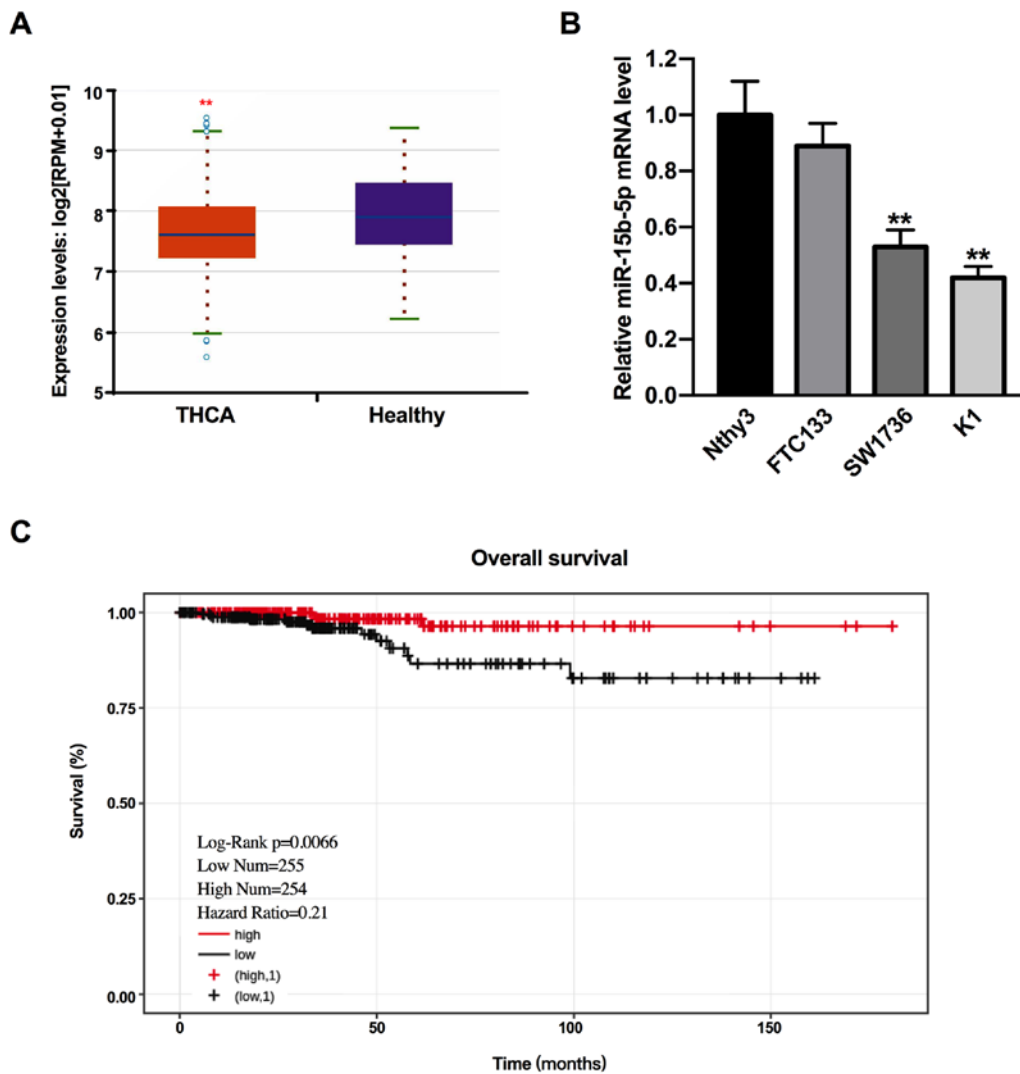 A
Expression levels: log2[RPM+0.01]
10
9
8
7
6
5
**
THCA
Healthy
B
Relative miR-15b-5p mRNA level
1.2
1.0
0.8
0.6
0.4
0.2
0.0
**
**
Nthy3
FTC133
SW1736
K1
C
Overall survival
Survival (%)
1.00
0.75
0.50
0.25
0.00
Log-Rank p=0.0066
Low Num=255
High Num=254
Hazard Ratio=0.21
high
low
(high,1)
(low,1)
0
50
100
150
Time (months)